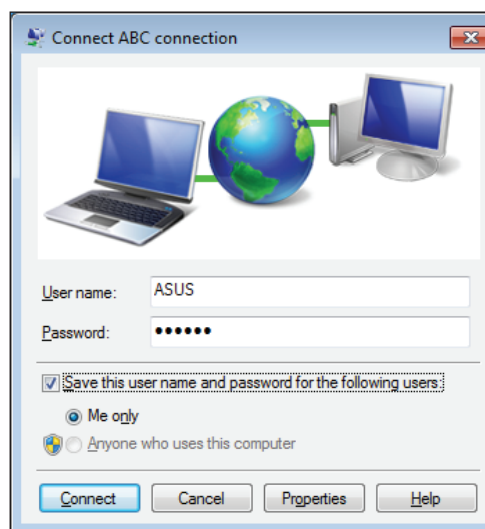 Connect ABC connection
User name: ASUS
Password: ••••••
Save this user name and password for the following users:
Me only
Anyone who uses this computer
Connect Cancel Properties Help